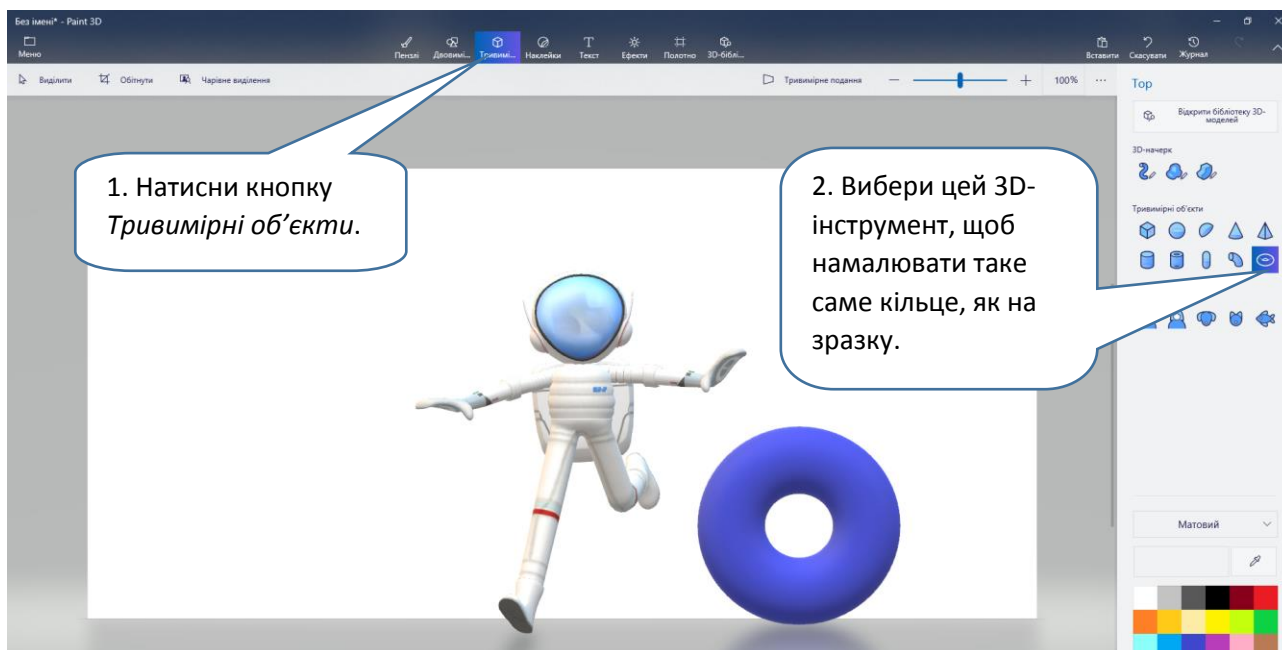 Без імені* - Paint 3D
Меню
Пензлі Двовимі... Тривимі... Наклейки Текст Ефекти Полотно 3D-біблі...
Вставити Скасувати Журнал
Виділити Обітнути Чарівне виділення Тривимірне подання 100% ...
Тор
Відкрити бібліотеку 3D-
моделей
3D-начерк
Тривимірні об'єкти
1. Натисни кнопку
Тривимірні об’єкти.
2. Вибери цей 3D-
інструмент, щоб
намалювати таке
саме кільце, як на
зразку.
Матовий